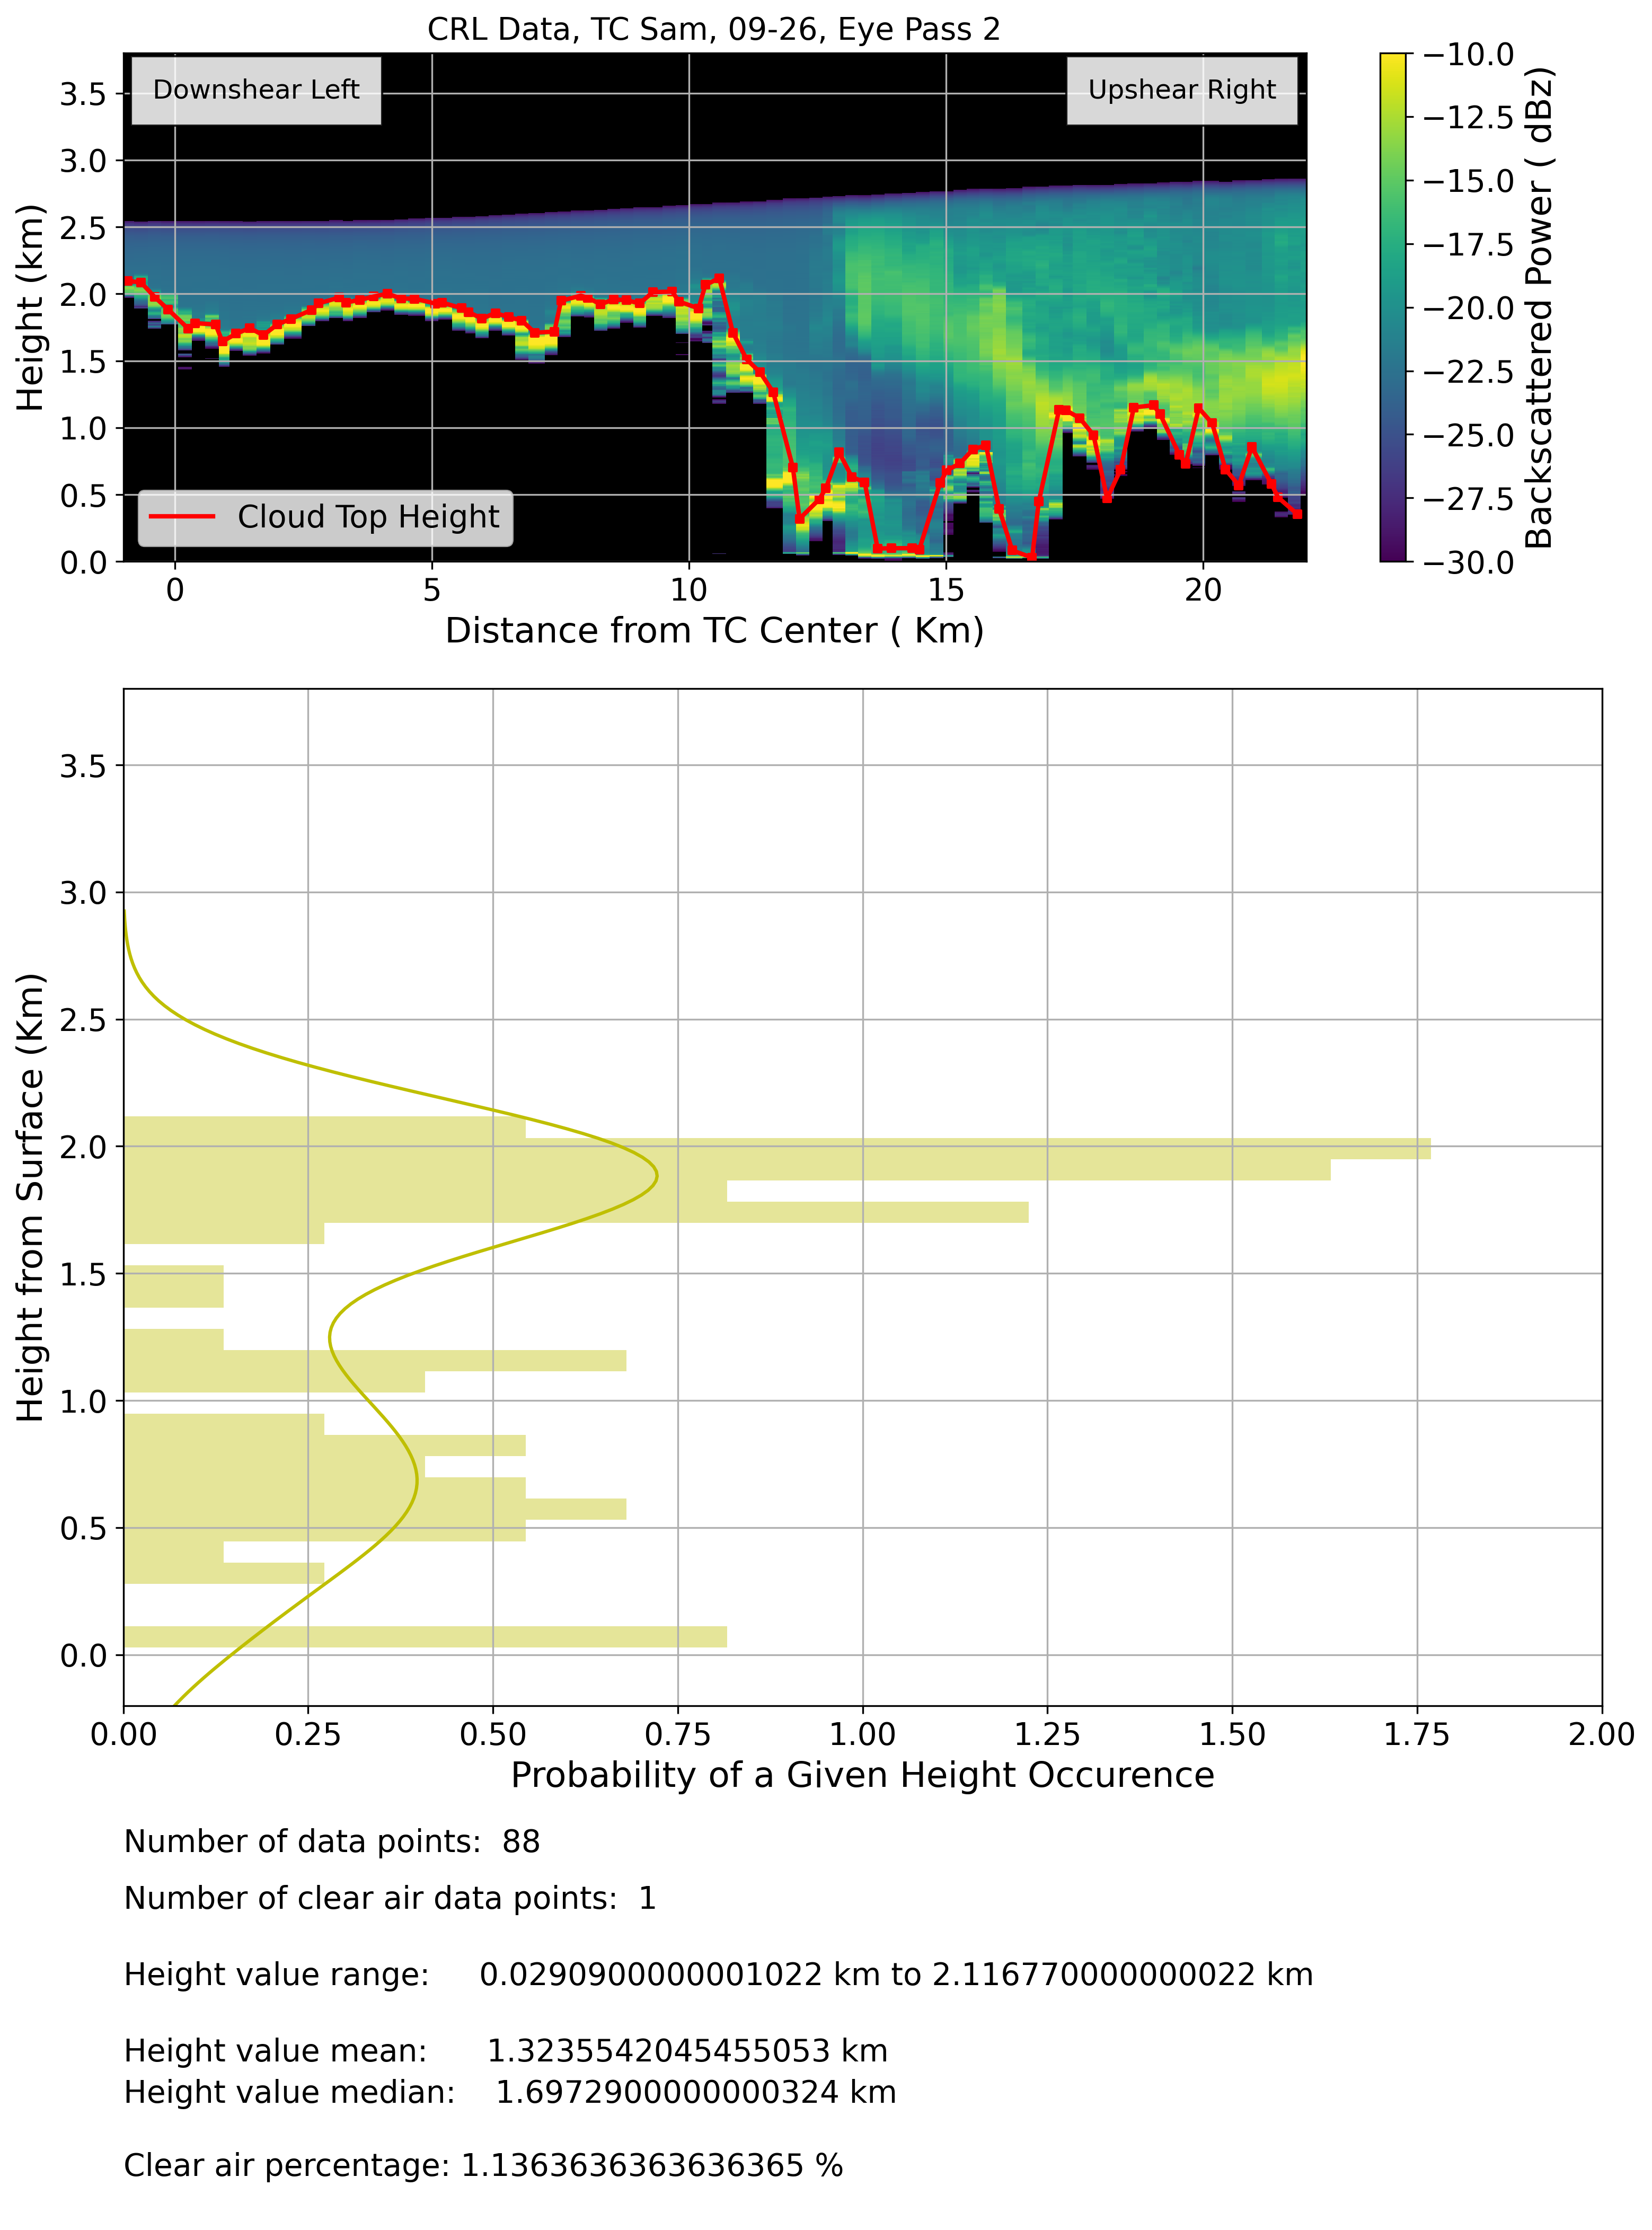 CRL Data, TC Sam, 09-26, Eye Pass 2
Downshear Left
Upshear Right
3.5
3.0
2.5
2.0
1.5
1.0
0.5
0.0
Height (km)
Cloud Top Height
0 5 10 15 20
Distance from TC Center ( Km)
−10.0
−12.5
−15.0
−17.5
−20.0
−22.5
−25.0
−27.5
−30.0
Backscattered Power ( dBz)
3.5
3.0
2.5
2.0
1.5
1.0
0.5
0.0
Height from Surface (Km)
0.00 0.25 0.50 0.75 1.00 1.25 1.50 1.75 2.00
Probability of a Given Height Occurence
Number of data points: 88
Number of clear air data points: 1
Height value range: 0.0290900000001022 km to 2.116770000000022 km
Height value mean: 1.3235542045455053 km
Height value median: 1.6972900000000324 km
Clear air percentage: 1.1363636363636365 %